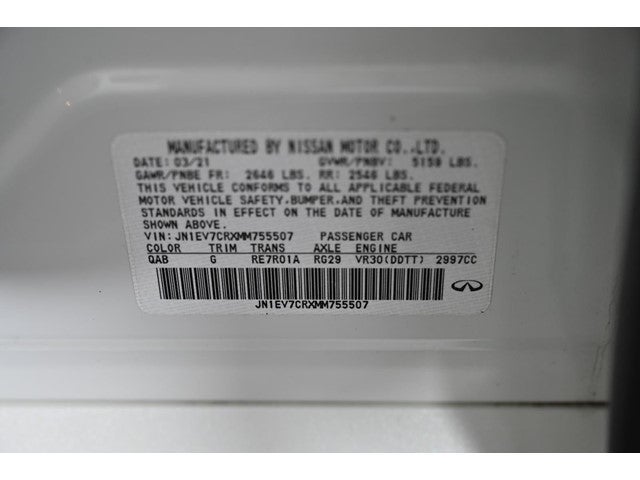 MANUFACTURED BY NISSAN MOTOR CO.,LTD.
DATE: 03/21 GVWR/PNBV: 5159 LBS.
GAWR/PNBE FR: 2646 LBS. RR: 2546 LBS.
THIS VEHICLE CONFORMS TO ALL APPLICABLE FEDERAL
MOTOR VEHICLE SAFETY,BUMPER,AND THEFT PREVENTION
STANDARDS IN EFFECT ON THE DATE OF MANUFACTURE
SHOWN ABOVE.
VIN: JN1EV7CRXMM755507 PASSENGER CAR
COLOR TRIM TRANS AXLE ENGINE
QAB G RE7R01A RG29 VR30(DDTT) 2997CC
JN1EV7CRXMM755507